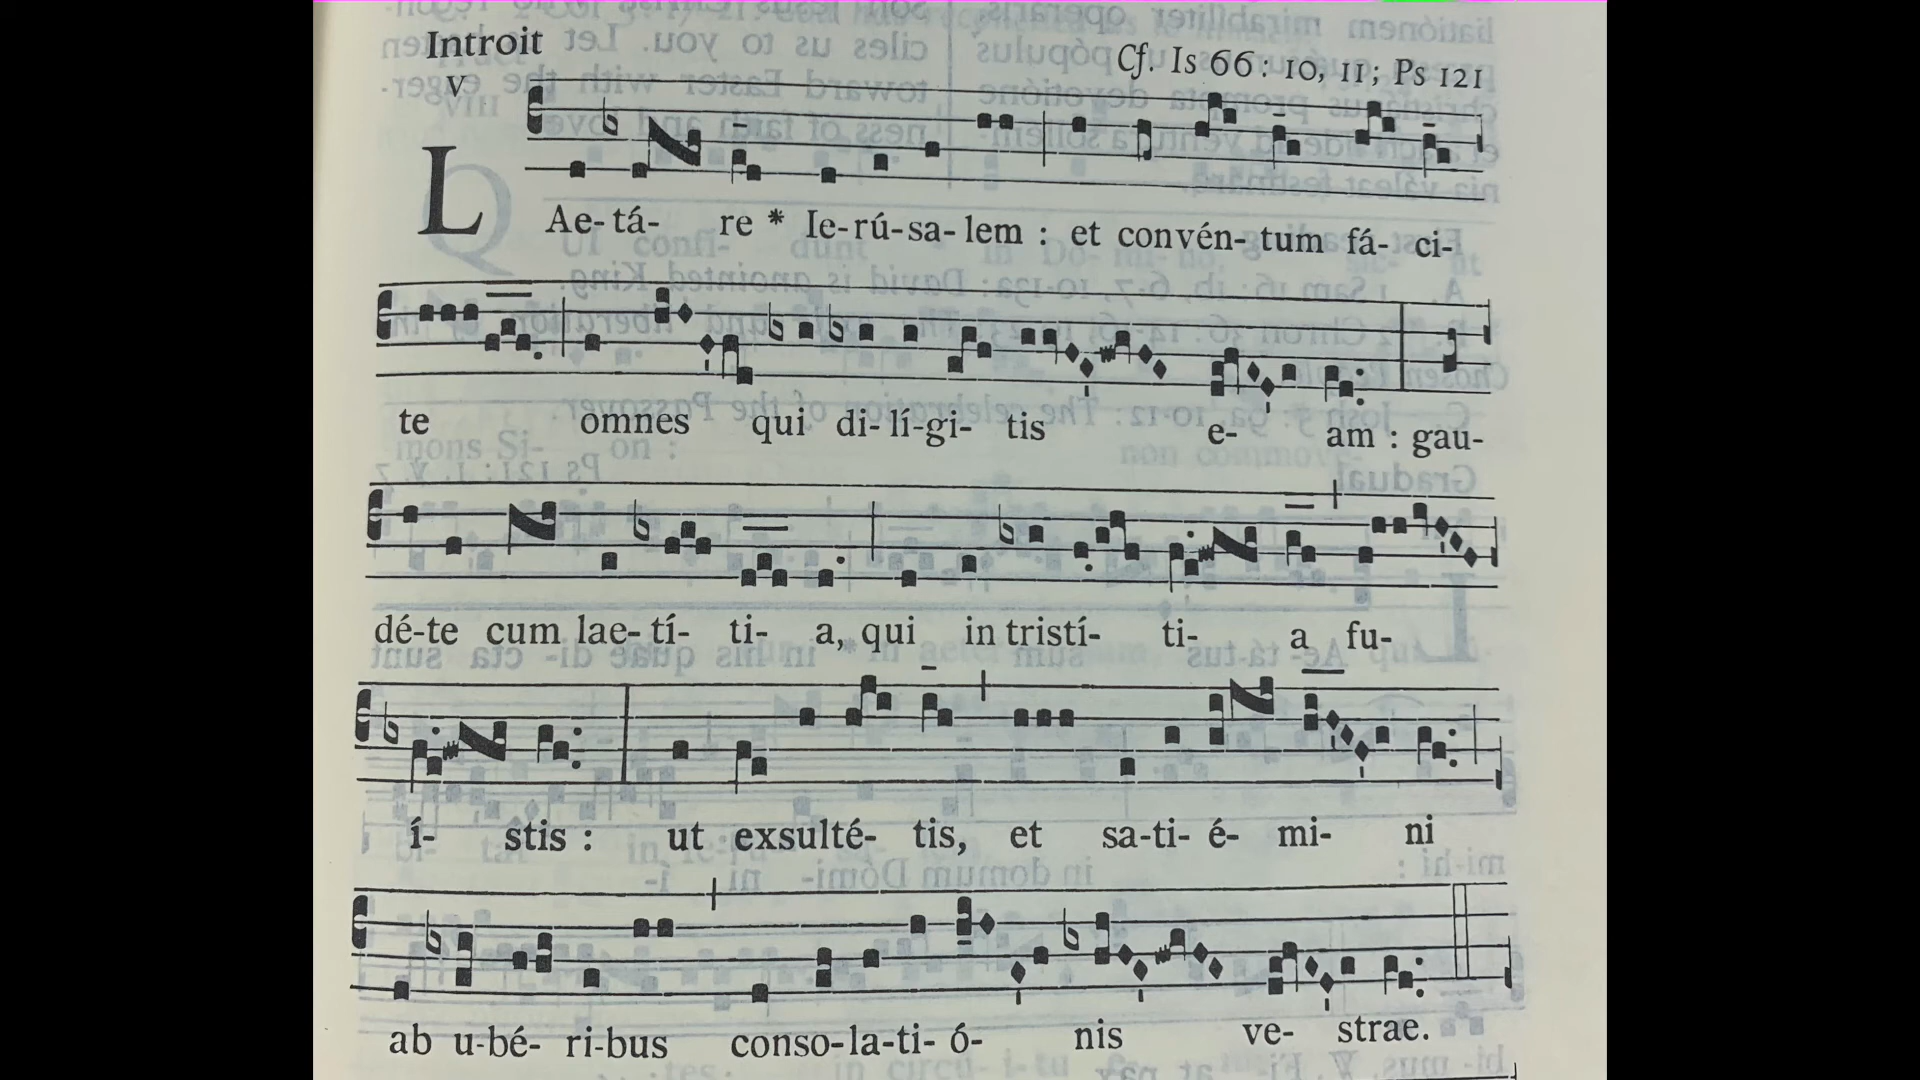 Introit
V
Cf. Is 66: 10, 11; Ps 121
LAe-tá- re * Ie-rú-sa-lem : et convén-tum fá- ci-
te omnes qui di-lí-gi- tis e- am : gau-
dé-te cum lae-tí- ti- a, qui in tristí- ti- a fu-
í- stis : ut exsulté- tis, et sa-ti- é- mi- ni
ab u-bé- ri-bus conso-la-ti- ó- nis ve- strae.